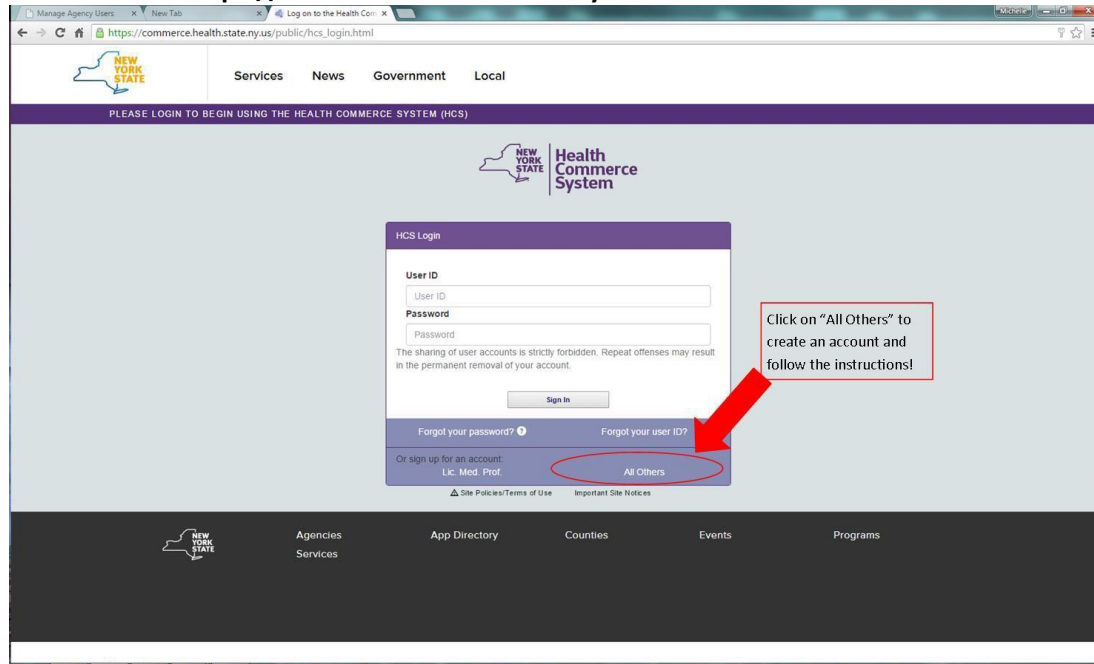 Manage Agency Users
New Tab
Log on to the Health Com
Michele
https://commerce.health.state.ny.us/public/hcs_login.html
NEW
YORK
STATE
Services News Government Local
PLEASE LOGIN TO BEGIN USING THE HEALTH COMMERCE SYSTEM (HCS)
NEW
YORK
STATE
Health
Commerce
System
HCS Login
User ID
User ID
Password
Password
The sharing of user accounts is strictly forbidden. Repeat offenses may result
in the permanent removal of your account.
Sign In
Forgot your password? Forgot your user ID?
Or sign up for an account:
Lic. Med. Prof. All Others
Click on “All Others” to
create an account and
follow the instructions!
Site Policies/Terms of Use Important Site Notices
NEW
YORK
STATE
Agencies App Directory Counties Events Programs
Services